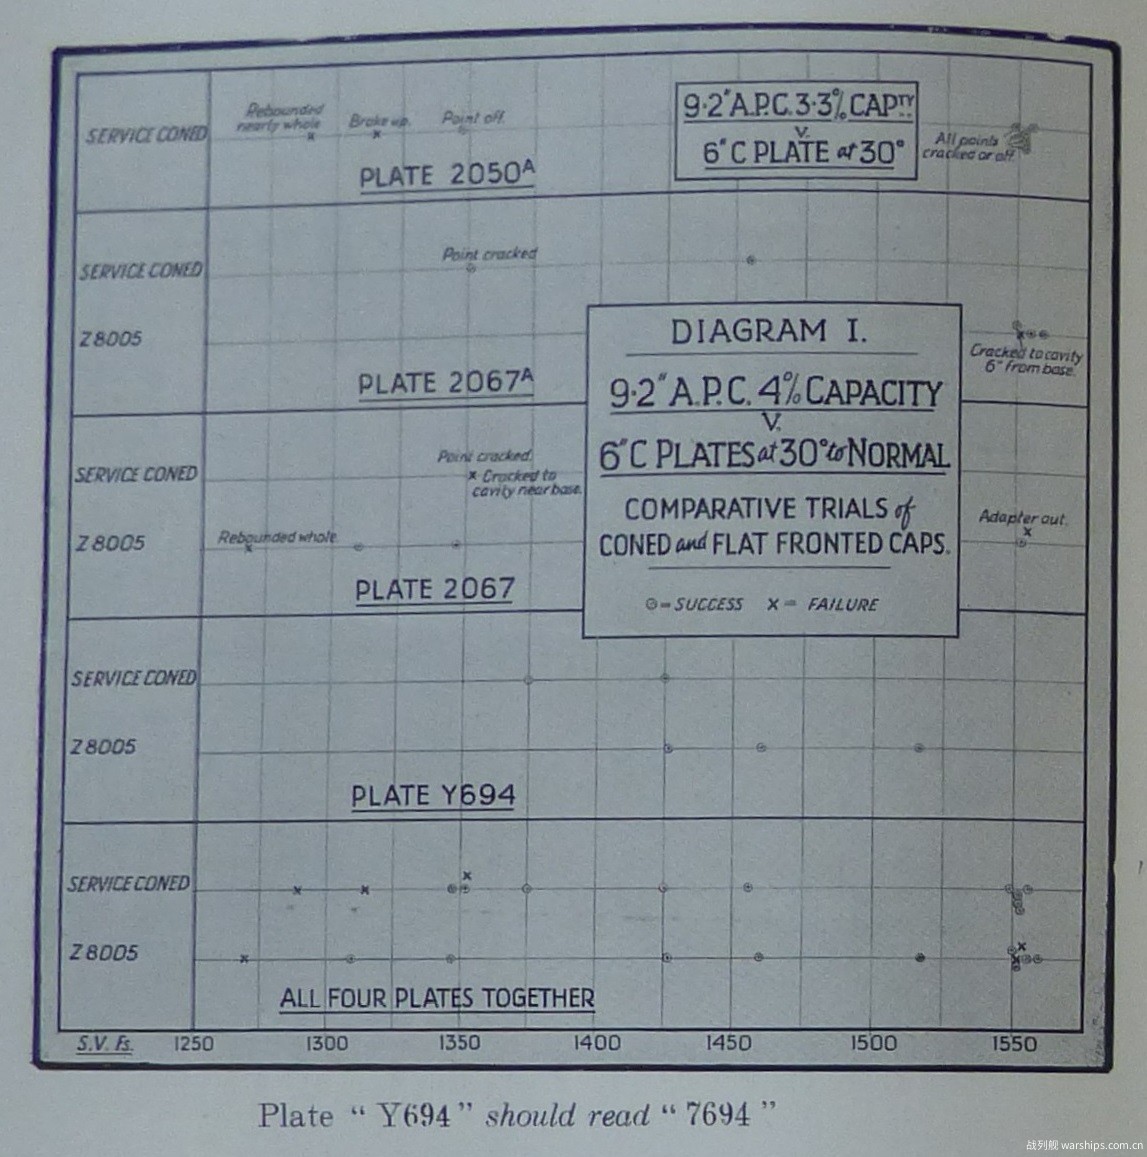 9·2" A.P.C. 3·3% CAPTY
V.
6" C PLATE at 30°
SERVICE CONED
Rebounded
nearly whole
Broke up.
Point off.
All points
cracked or off.
PLATE 2050A
SERVICE CONED
Point cracked
Z 8005
Cracked to cavity
6" from base.
PLATE 2067A
DIAGRAM I.
9·2" A.P.C. 4% CAPACITY
V.
6" C PLATES at 30° to NORMAL
COMPARATIVE TRIALS of
CONED and FLAT FRONTED CAPS.
⊙ = SUCCESS X = FAILURE
SERVICE CONED
Point cracked.
x Cracked to
cavity near base.
Z 8005
Rebounded whole.
Adapter out.
PLATE 2067
SERVICE CONED
Z 8005
PLATE Y694
SERVICE CONED
Z 8005
ALL FOUR PLATES TOGETHER
S.V. Fs. 1250 1300 1350 1400 1450 1500 1550
Plate “ Y694 ” should read “ 7694 ”
战列舰 warships.com.cn